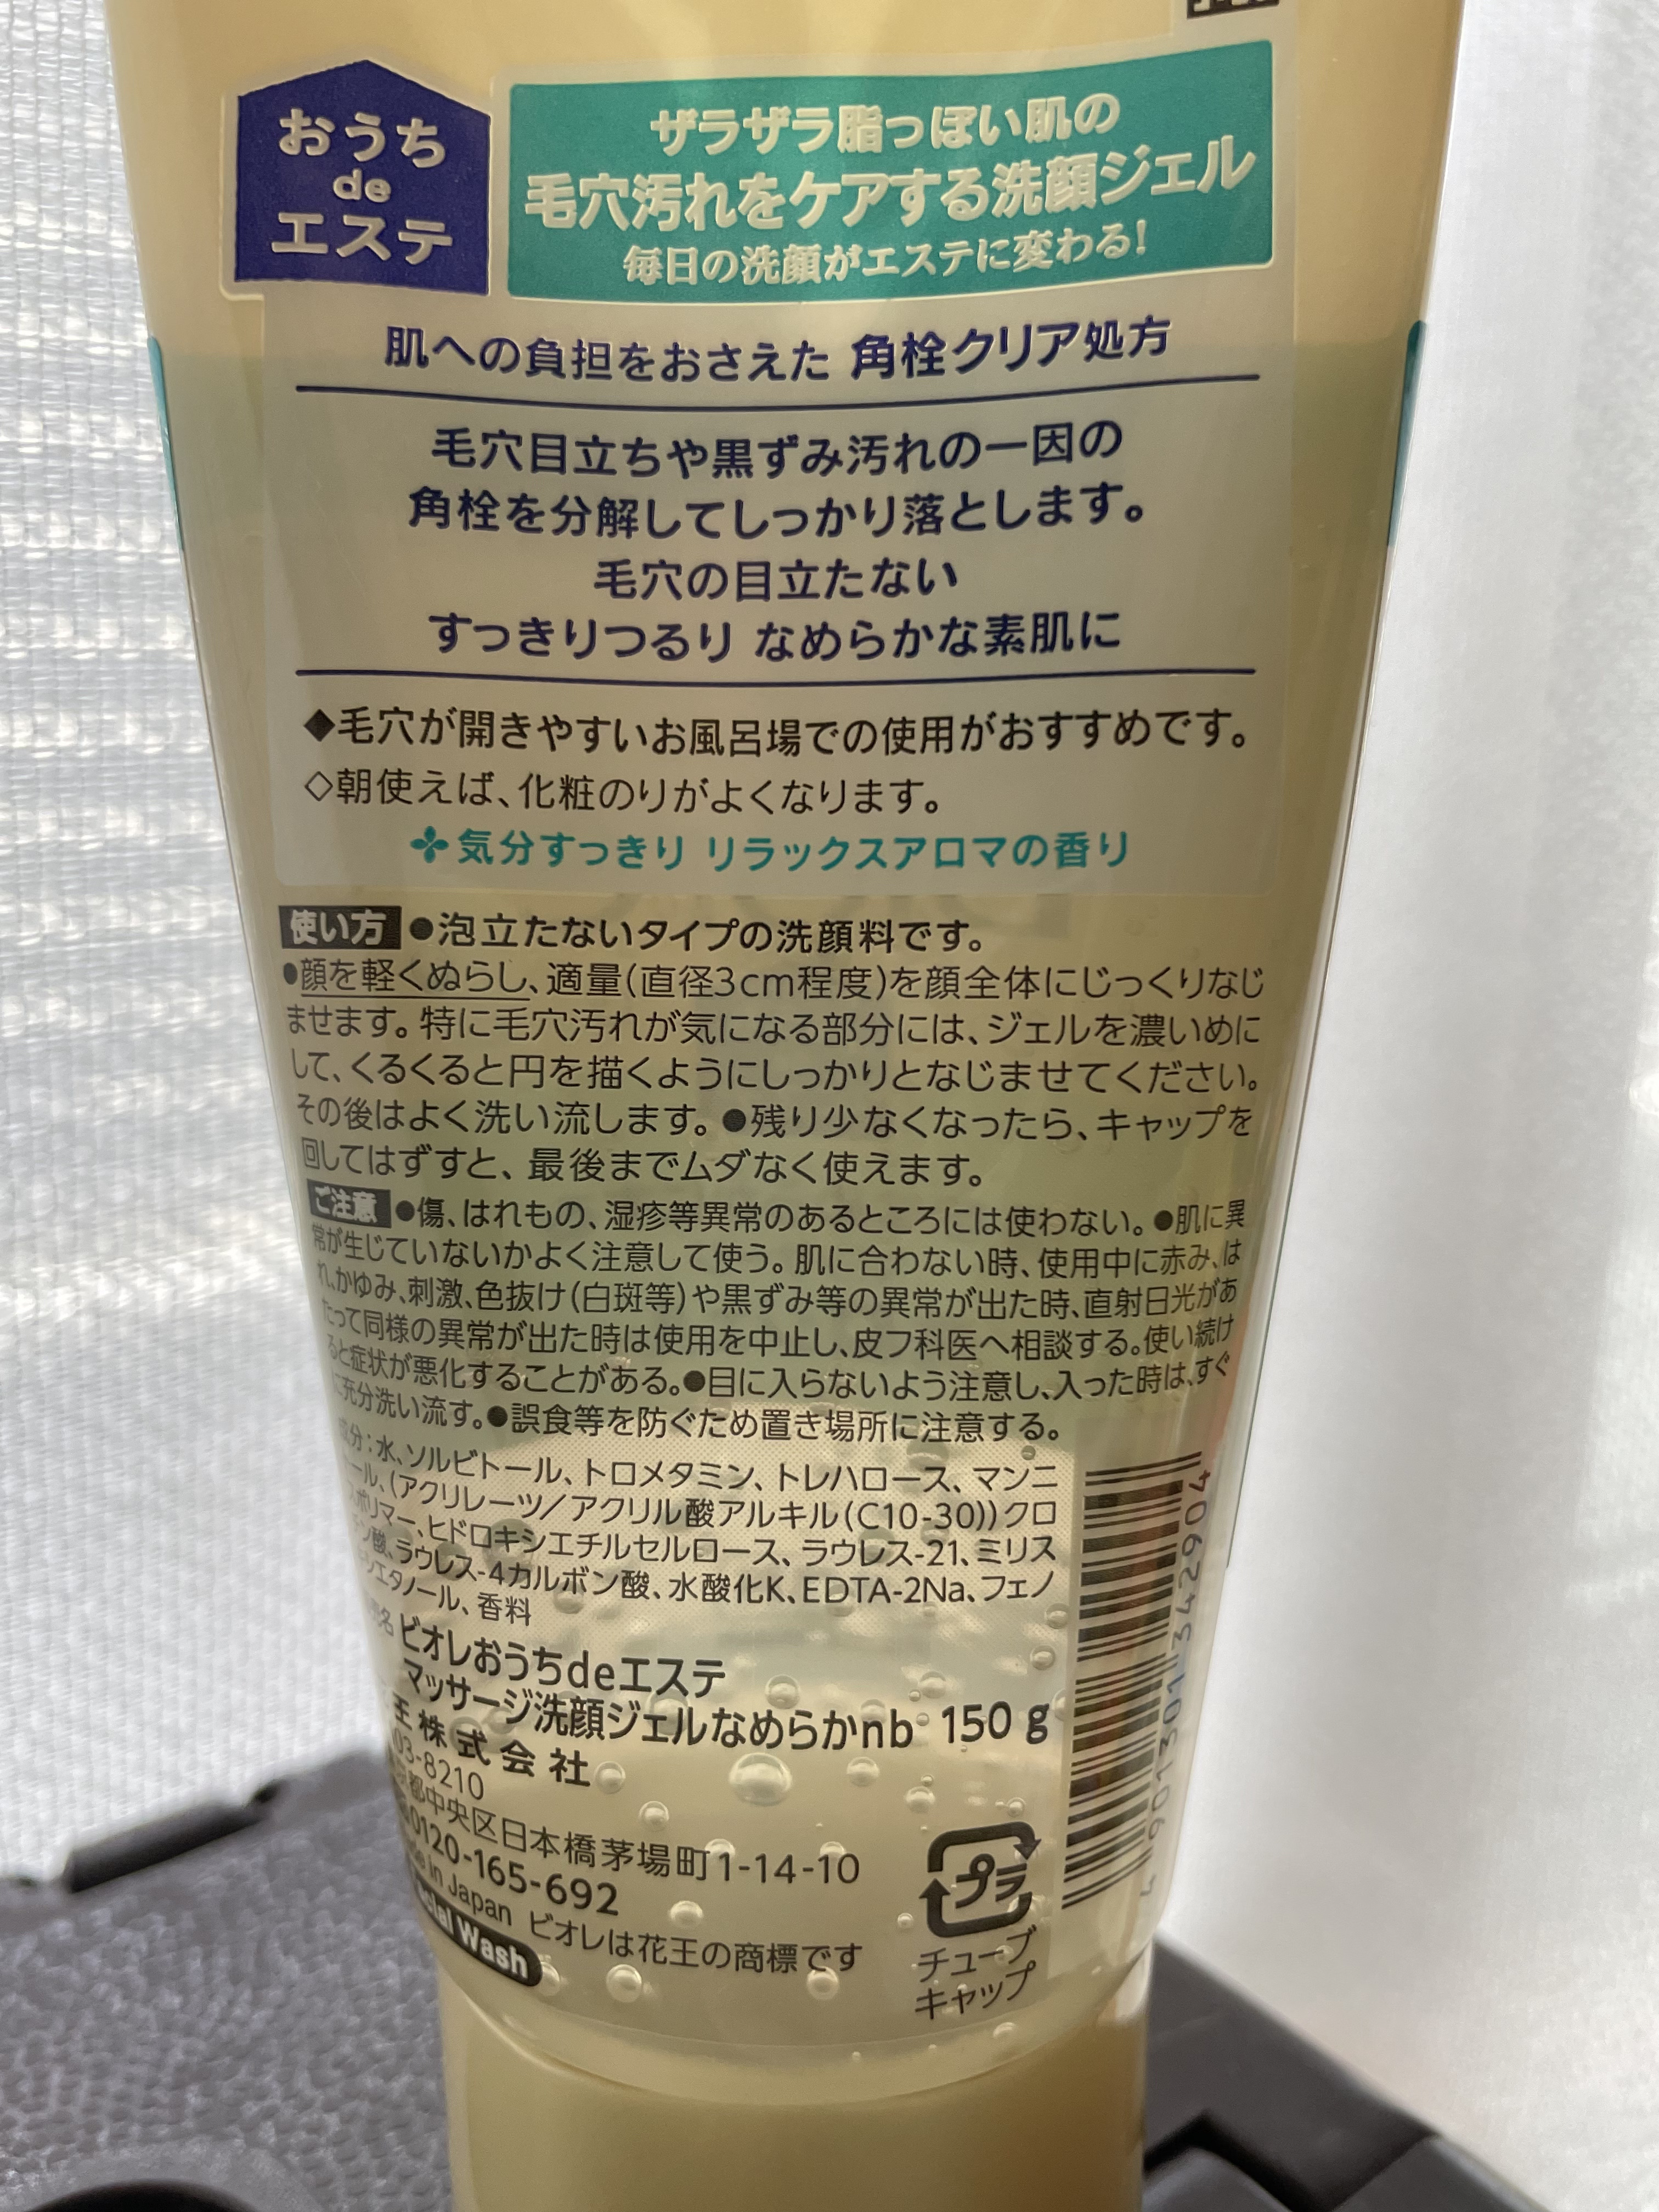 おうち
de
エステ
ザラザラ脂っぽい肌の
毛穴汚れをケアする洗顔ジェル
毎日の洗顔がエステに変わる!
肌への負担をおさえた 角栓クリア処方
毛穴目立ちや黒ずみ汚れの一因の
角栓を分解してしっかり落とします。
毛穴の目立たない
すっきりつるり なめらかな素肌に
◆毛穴が開きやすいお風呂場での使用がおすすめです。
◇朝使えば、化粧のりがよくなります。
気分すっきり リラックスアロマの香り
使い方 ●泡立たないタイプの洗顔料です。
●顔を軽くぬらし、適量(直径3cm程度)を顔全体にじっくりなじ
ませます。特に毛穴汚れが気になる部分には、ジェルを濃いめに
して、くるくると円を描くようにしっかりとなじませてください。
その後はよく洗い流します。●残り少なくなったら、キャップを
回してはずすと、最後までムダなく使えます。
ご注意 ●傷、はれもの、湿疹等異常のあるところには使わない。●肌に異
常が生じていないかよく注意して使う。肌に合わない時、使用中に赤み、は
れ、かゆみ、刺激、色抜け(白斑等)や黒ずみ等の異常が出た時、直射日光があ
たって同様の異常が出た時は使用を中止し、皮フ科医へ相談する。使い続け
ると症状が悪化することがある。●目に入らないよう注意し、入った時は、すぐ
に充分洗い流す。●誤食等を防ぐため置き場所に注意する。
成分:水、ソルビトール、トロメタミン、トレハロース、マンニ
ール、(アクリレーツ/アクリル酸アルキル(C10-30))クロ
スポリマー、ヒドロキシエチルセルロース、ラウレス-21、ミリス
チン酸、ラウレス-4カルボン酸、水酸化K、EDTA-2Na、フェノ
シエタノール、香料
名 ビオレおうちdeエステ
マッサージ洗顔ジェルなめらかnb 150g
王株式会社
03-8210
京都中央区日本橋茅場町1-14-10
0120-165-692
in Japan ビオレは花王の商標です
cial Wash
プラ
チューブ
キャップ
4 901301 342904